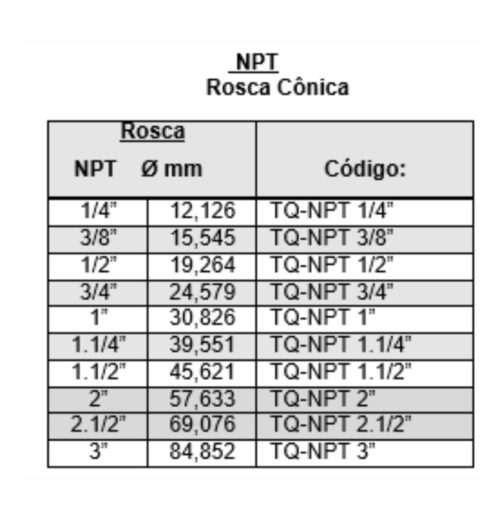 NPT
Rosca Cônica
Rosca
NPT Ø mm Código:
1/4" 12,126 TQ-NPT 1/4"
3/8" 15,545 TQ-NPT 3/8"
1/2" 19,264 TQ-NPT 1/2"
3/4" 24,579 TQ-NPT 3/4"
1" 30,826 TQ-NPT 1"
1.1/4" 39,551 TQ-NPT 1.1/4"
1.1/2" 45,621 TQ-NPT 1.1/2"
2" 57,633 TQ-NPT 2"
2.1/2" 69,076 TQ-NPT 2.1/2"
3" 84,852 TQ-NPT 3"